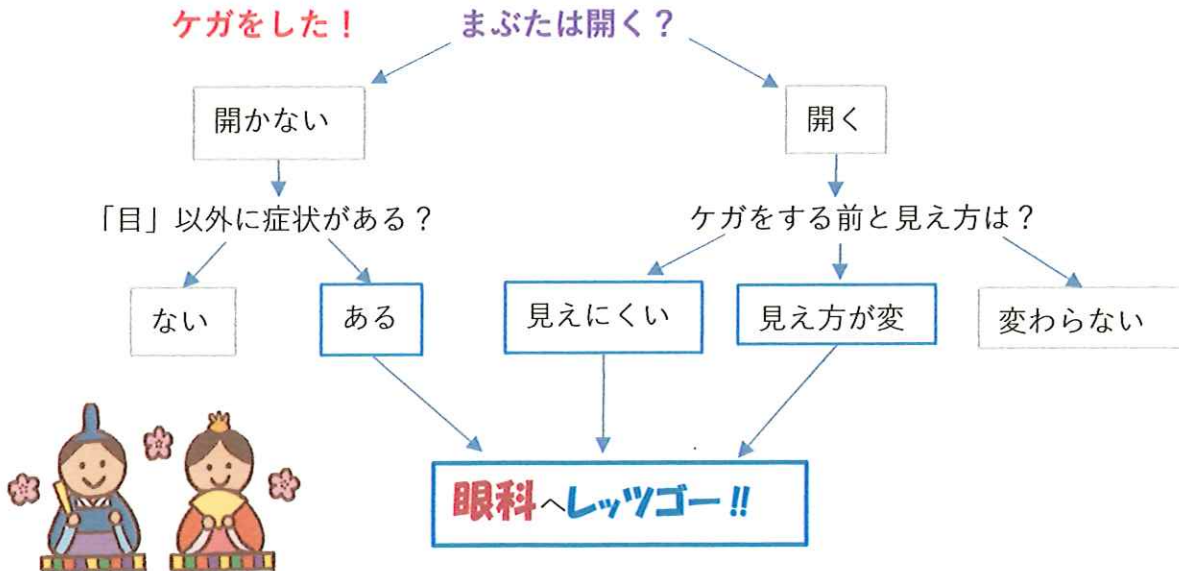 ケガをした！ まぶたは開く？
開かない 開く
「目」以外に症状がある？ ケガをする前と見え方は？
ない ある 見えにくい 見え方が変 変わらない
眼科へレッツゴー!!